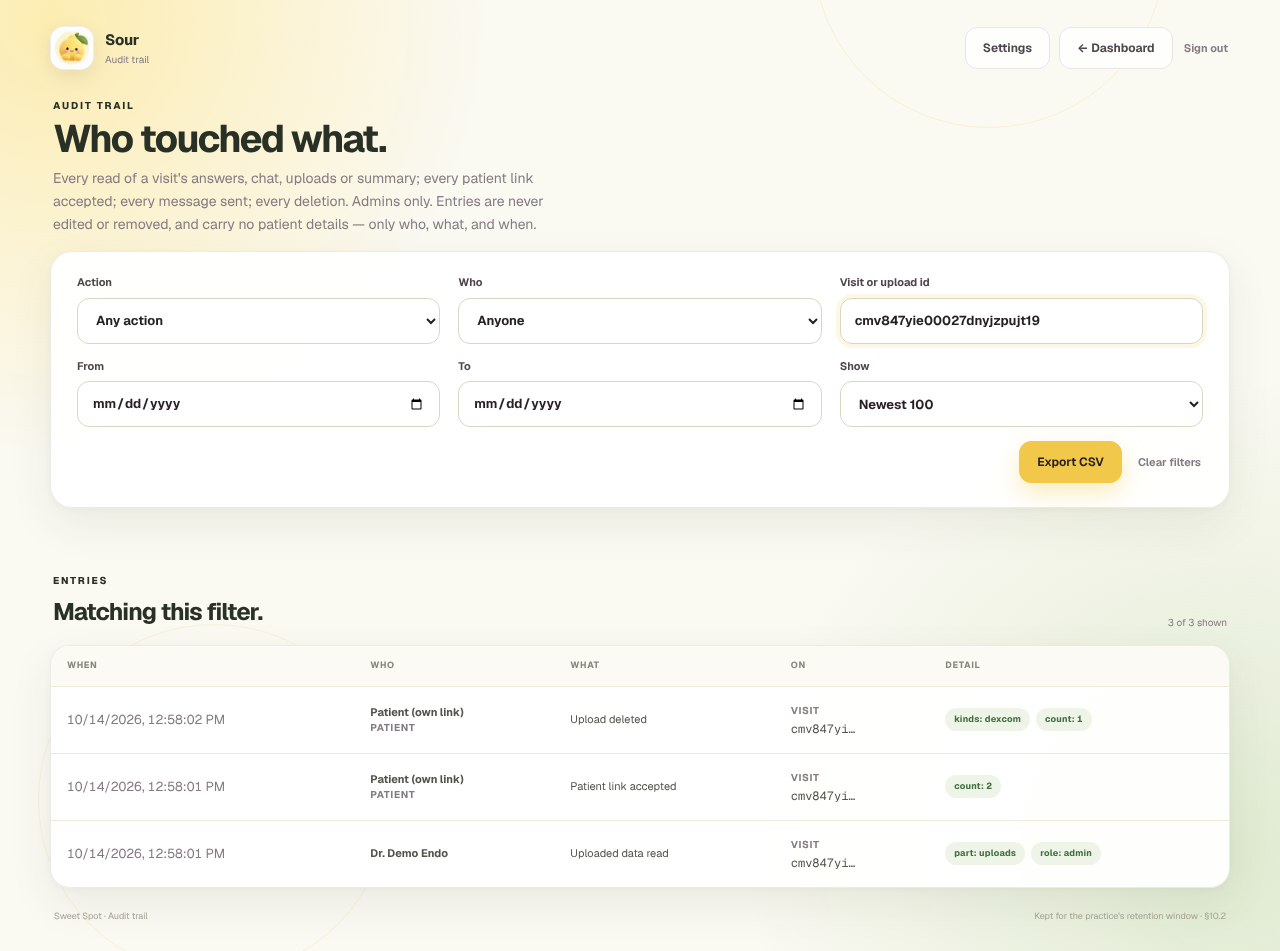 Sour
Audit trail
Settings
← Dashboard
Sign out
AUDIT TRAIL
Who touched what.
Every read of a visit's answers, chat, uploads or summary; every patient link
accepted; every message sent; every deletion. Admins only. Entries are never
edited or removed, and carry no patient details — only who, what, and when.
Action
Who
Visit or upload id
Any action
Anyone
cmv847yie00027dnyjzpujt19
From
To
Show
mm/dd/yyyy
mm/dd/yyyy
Newest 100
Export CSV
Clear filters
ENTRIES
Matching this filter.
3 of 3 shown
WHEN
WHO
WHAT
ON
DETAIL
10/14/2026, 12:58:02 PM
Patient (own link)
PATIENT
Upload deleted
VISIT
cmv847yi…
kinds: dexcom
count: 1
10/14/2026, 12:58:01 PM
Patient (own link)
PATIENT
Patient link accepted
VISIT
cmv847yi…
count: 2
10/14/2026, 12:58:01 PM
Dr. Demo Endo
Uploaded data read
VISIT
cmv847yi…
part: uploads
role: admin
Sweet Spot · Audit trail
Kept for the practice's retention window · §10.2